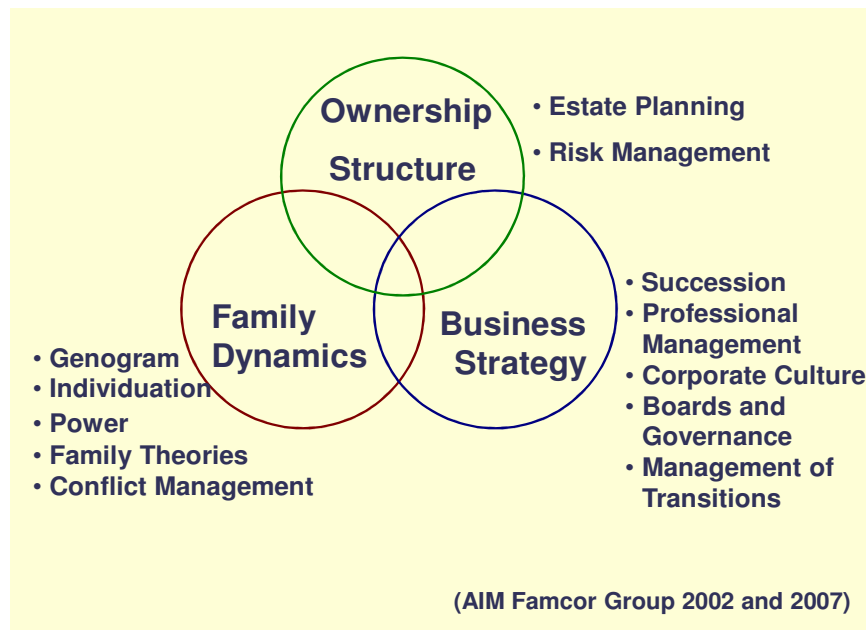 Ownership
Structure
• Estate Planning
• Risk Management
Family
Dynamics
• Genogram
• Individuation
• Power
• Family Theories
• Conflict Management
Business
Strategy
• Succession
• Professional
Management
• Corporate Culture
• Boards and
Governance
• Management of
Transitions
(AIM Famcor Group 2002 and 2007)